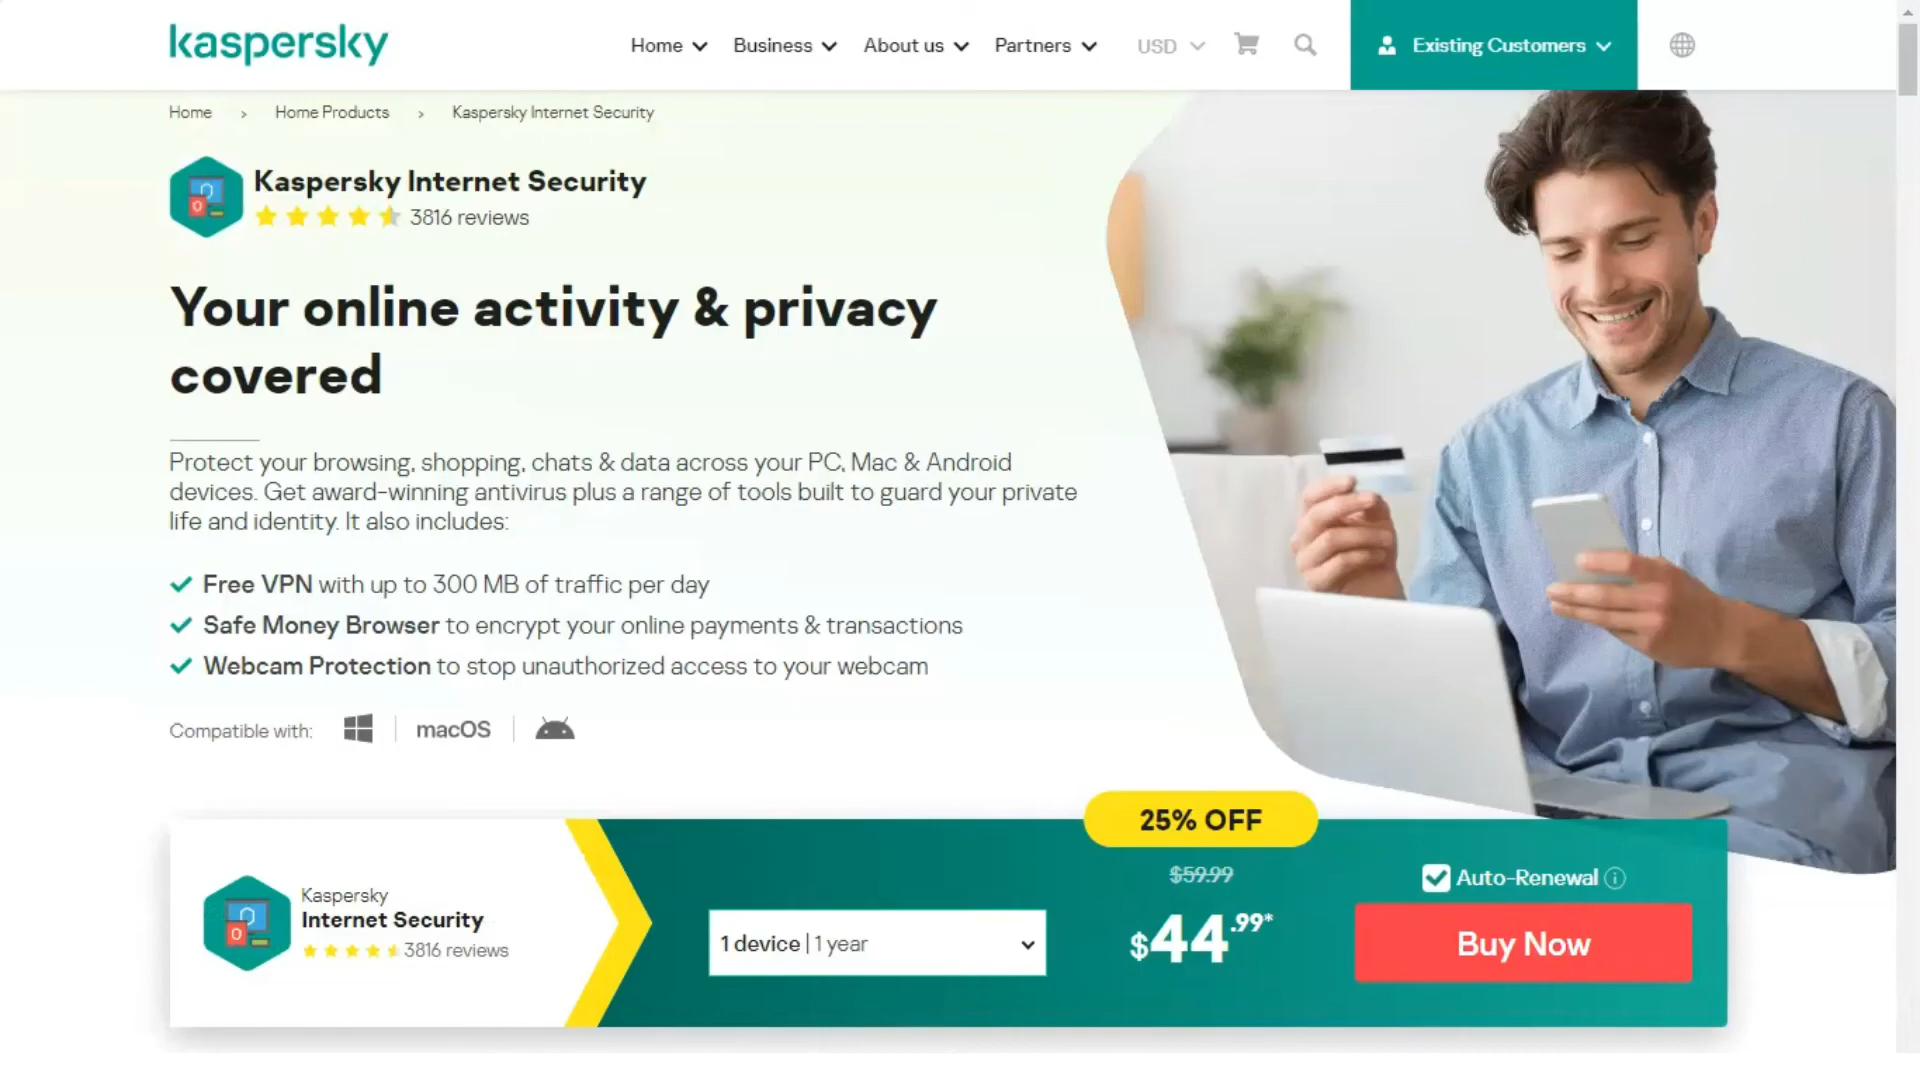 kaspersky
Home Business About us Partners USD Existing Customers
Home > Home Products > Kaspersky Internet Security
Kaspersky Internet Security
3816 reviews
Your online activity & privacy
covered
Protect your browsing, shopping, chats & data across your PC, Mac & Android
devices. Get award-winning antivirus plus a range of tools built to guard your private
life and identity. It also includes:
Free VPN with up to 300 MB of traffic per day
Safe Money Browser to encrypt your online payments & transactions
Webcam Protection to stop unauthorized access to your webcam
Compatible with: macOS
25% OFF
Kaspersky
Internet Security
3816 reviews
1 device | 1 year
$59.99
$44.99*
Auto-Renewal
Buy Now